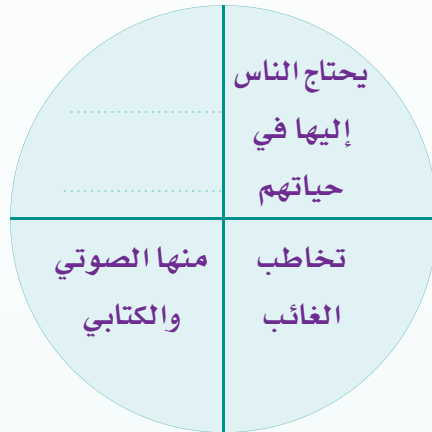 يحتاج الناس
إليها في
حياتهم
تخاطب
الغائب
منها الصوتي
والكتابي